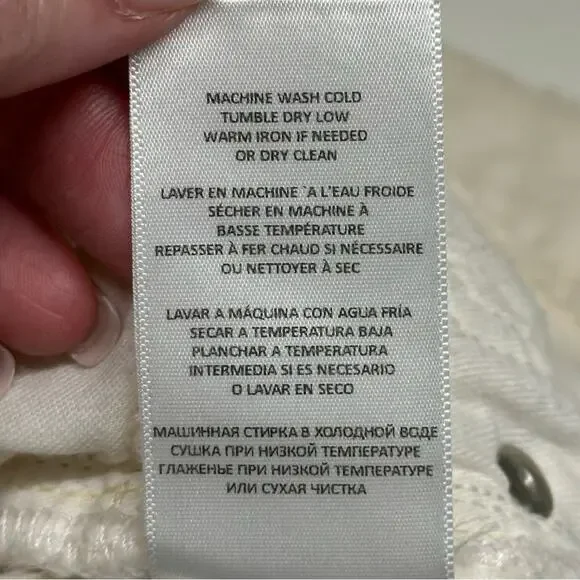 MACHINE WASH COLD
TUMBLE DRY LOW
WARM IRON IF NEEDED
OR DRY CLEAN
LAVER EN MACHINE `A L'EAU FROIDE
SÉCHER EN MACHINE À
BASSE TEMPÉRATURE
REPASSER À FER CHAUD SI NÉCESSAIRE
OU NETTOYER À SEC
LAVAR A MÁQUINA CON AGUA FRÍA
SECAR A TEMPERATURA BAJA
PLANCHAR A TEMPARATURA
INTERMEDIA SI ES NECESARIO
O LAVAR EN SECO
МАШИННАЯ СТИРКА В ХОЛОДНОЙ ВОДЕ
СУШКА ПРИ НИЗКОЙ ТЕМПЕРАТУРЕ
ГЛАЖЕНЬЕ ПРИ НИЗКОЙ ТЕМПЕРАТУРЕ
ИЛИ СУХАЯ ЧИСТКА